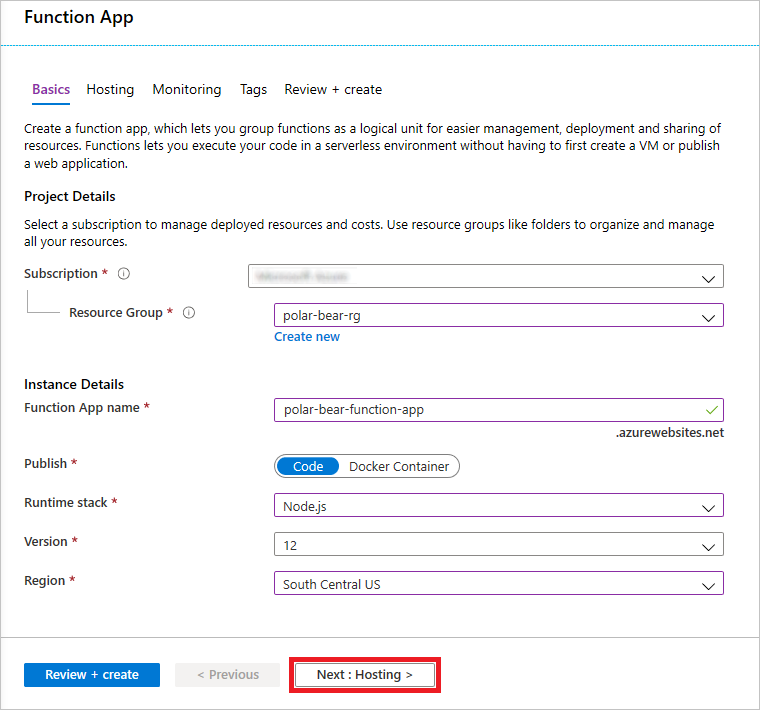 Function App
Basics Hosting Monitoring Tags Review + create
Create a function app, which lets you group functions as a logical unit for easier management, deployment and sharing of
resources. Functions lets you execute your code in a serverless environment without having to first create a VM or publish
a web application.
Project Details
Select a subscription to manage deployed resources and costs. Use resource groups like folders to organize and manage
all your resources.
Subscription *
Resource Group *
polar-bear-rg
Create new
Instance Details
Function App name *
polar-bear-function-app
.azurewebsites.net
Publish *
Code Docker Container
Runtime stack *
Node.js
Version *
12
Region *
South Central US
Review + create
< Previous
Next : Hosting >